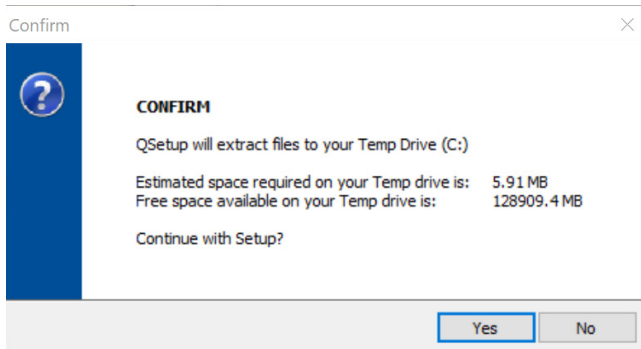 Confirm
CONFIRM
QSetup will extract files to your Temp Drive (C:)
Estimated space required on your Temp drive is: 5.91 MB
Free space available on your Temp drive is: 128909.4 MB
Continue with Setup?
Yes No